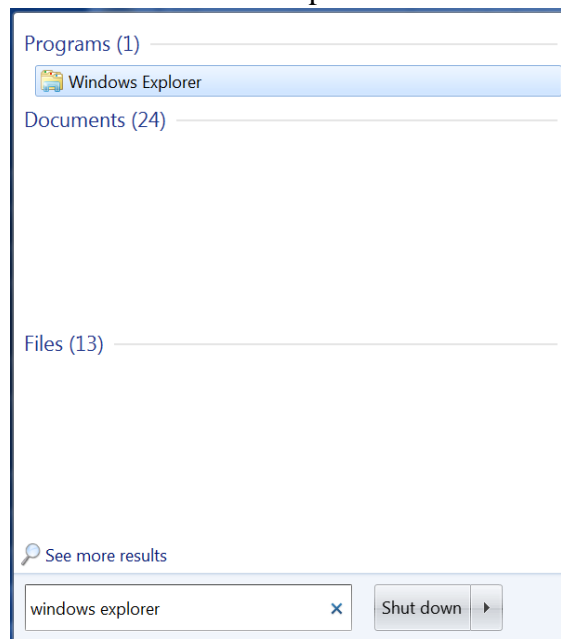 Programs (1)
Windows Explorer
Documents (24)
Files (13)
See more results
windows explorer
Shut down